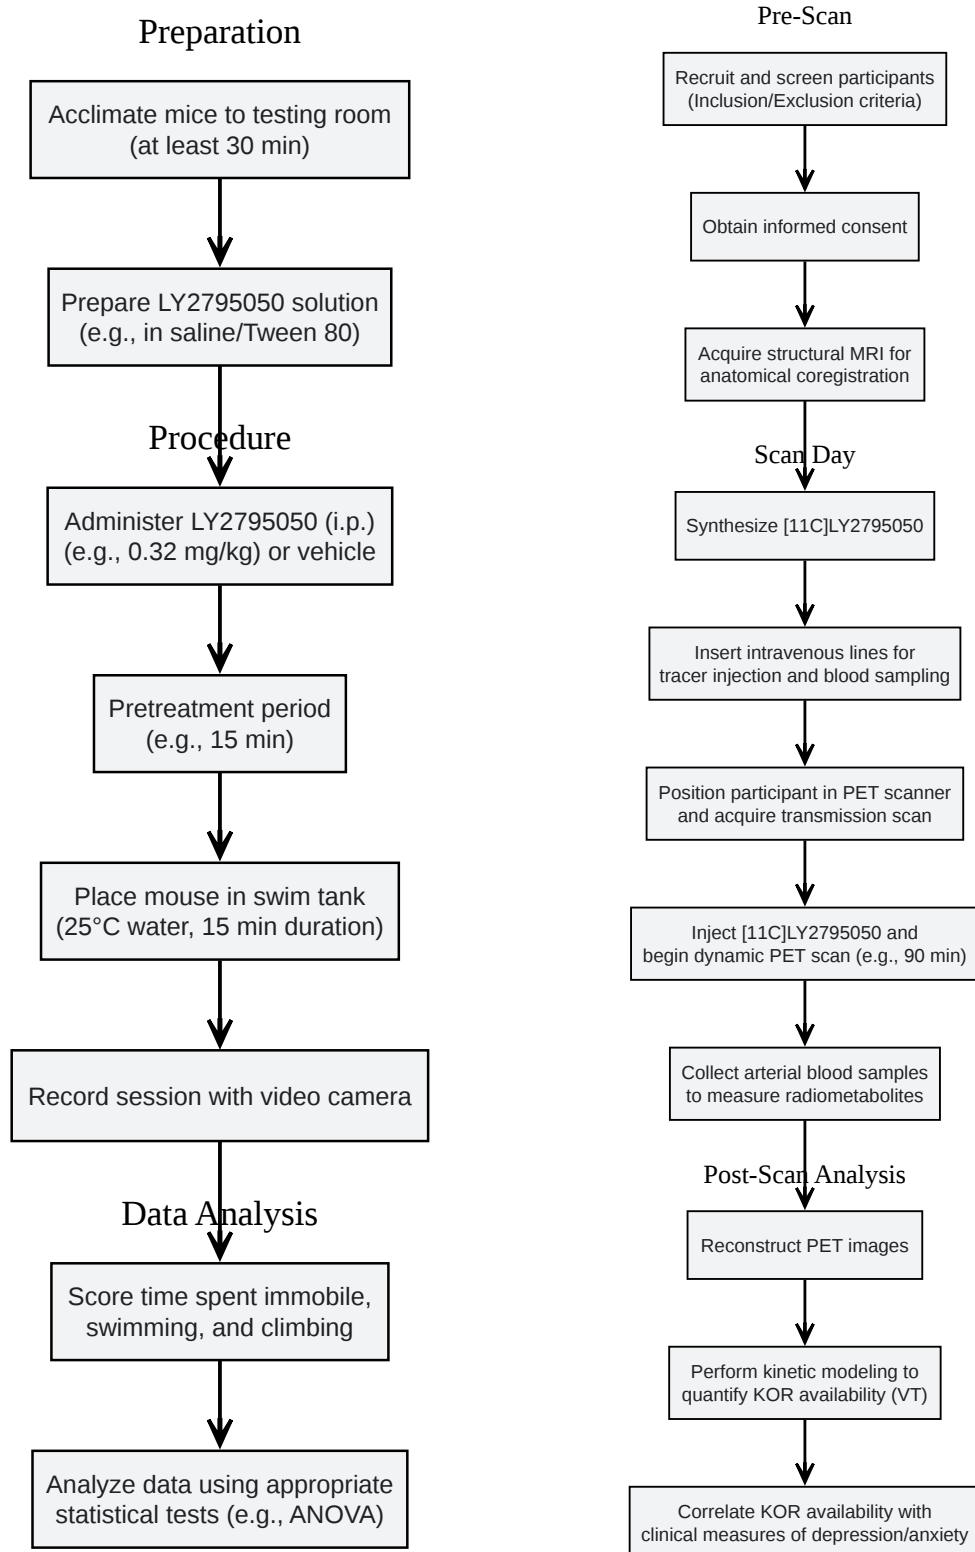 Preparation
Acclimate mice to testing room
(at least 30 min)
Prepare LY2795050 solution
(e.g., in saline/Tween 80)
Procedure
Administer LY2795050 (i.p.)
(e.g., 0.32 mg/kg) or vehicle
Pretreatment period
(e.g., 15 min)
Place mouse in swim tank
(25°C water, 15 min duration)
Record session with video camera
Data Analysis
Score time spent immobile,
swimming, and climbing
Analyze data using appropriate
statistical tests (e.g., ANOVA)
Pre-Scan
Recruit and screen participants
(Inclusion/Exclusion criteria)
Obtain informed consent
Acquire structural MRI for
anatomical coregistration
Scan Day
Synthesize [11C]LY2795050
Insert intravenous lines for
tracer injection and blood sampling
Position participant in PET scanner
and acquire transmission scan
Inject [11C]LY2795050 and
begin dynamic PET scan (e.g., 90 min)
Collect arterial blood samples
to measure radiometabolites
Post-Scan Analysis
Reconstruct PET images
Perform kinetic modeling to
quantify KOR availability (VT)
Correlate KOR availability with
clinical measures of depression/anxiety